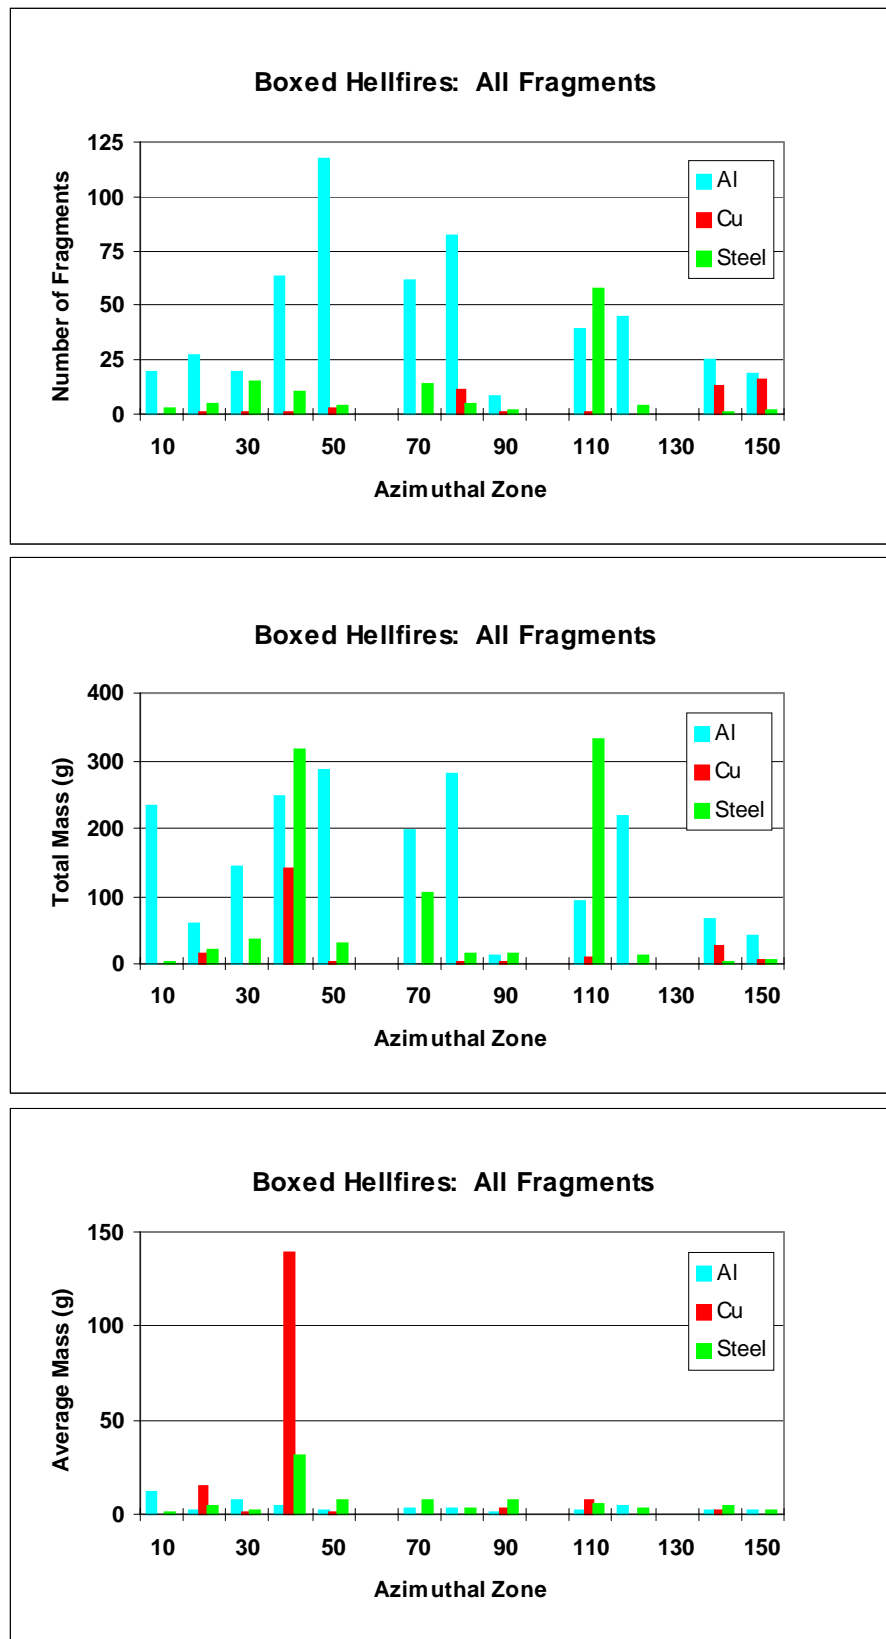 Boxed Hellfires: All Fragments
125
100
75
50
25
0
Number of Fragments
Al
Cu
Steel
10 30 50 70 90 110 130 150
Azimuthal Zone
Boxed Hellfires: All Fragments
400
300
200
100
0
Total Mass (g)
Al
Cu
Steel
10 30 50 70 90 110 130 150
Azimuthal Zone
Boxed Hellfires: All Fragments
150
100
50
0
Average Mass (g)
Al
Cu
Steel
10 30 50 70 90 110 130 150
Azimuthal Zone